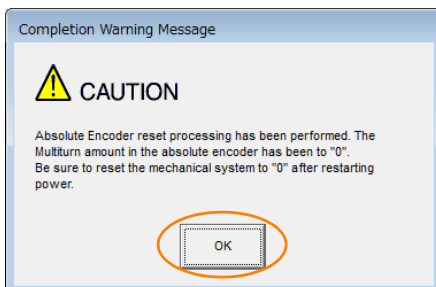 Completion Warning Message
CAUTION
Absolute Encoder reset processing has been performed. The
Multiturn amount in the absolute encoder has been to "0".
Be sure to reset the mechanical system to "0" after restarting
power.
OK